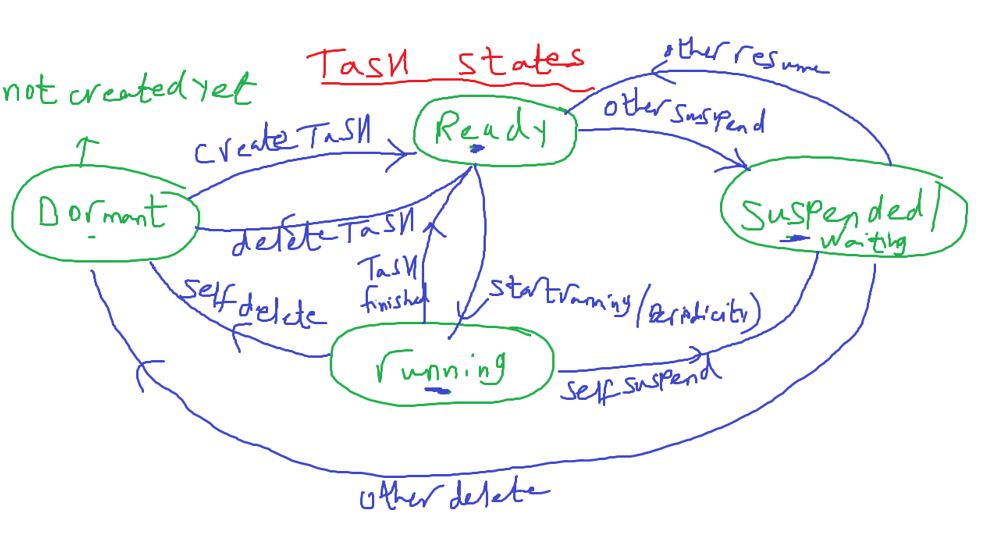 Task states
not created yet
other resume
other suspend
create Task
Ready
Dormant
delete Task
Suspended/
waiting
Task
finished
self delete
start running (periodicity)
running
self suspend
other delete